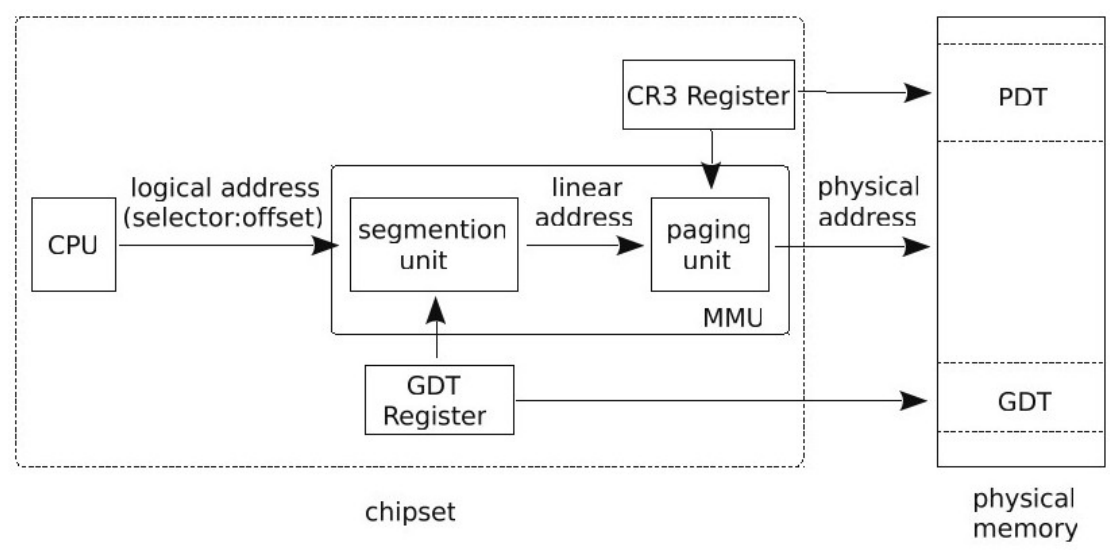 CR3 Register
PDT
logical address
(selector:offset)
linear
address
physical
address
CPU
segmention
unit
paging
unit
MMU
GDT
Register
GDT
chipset
physical
memory